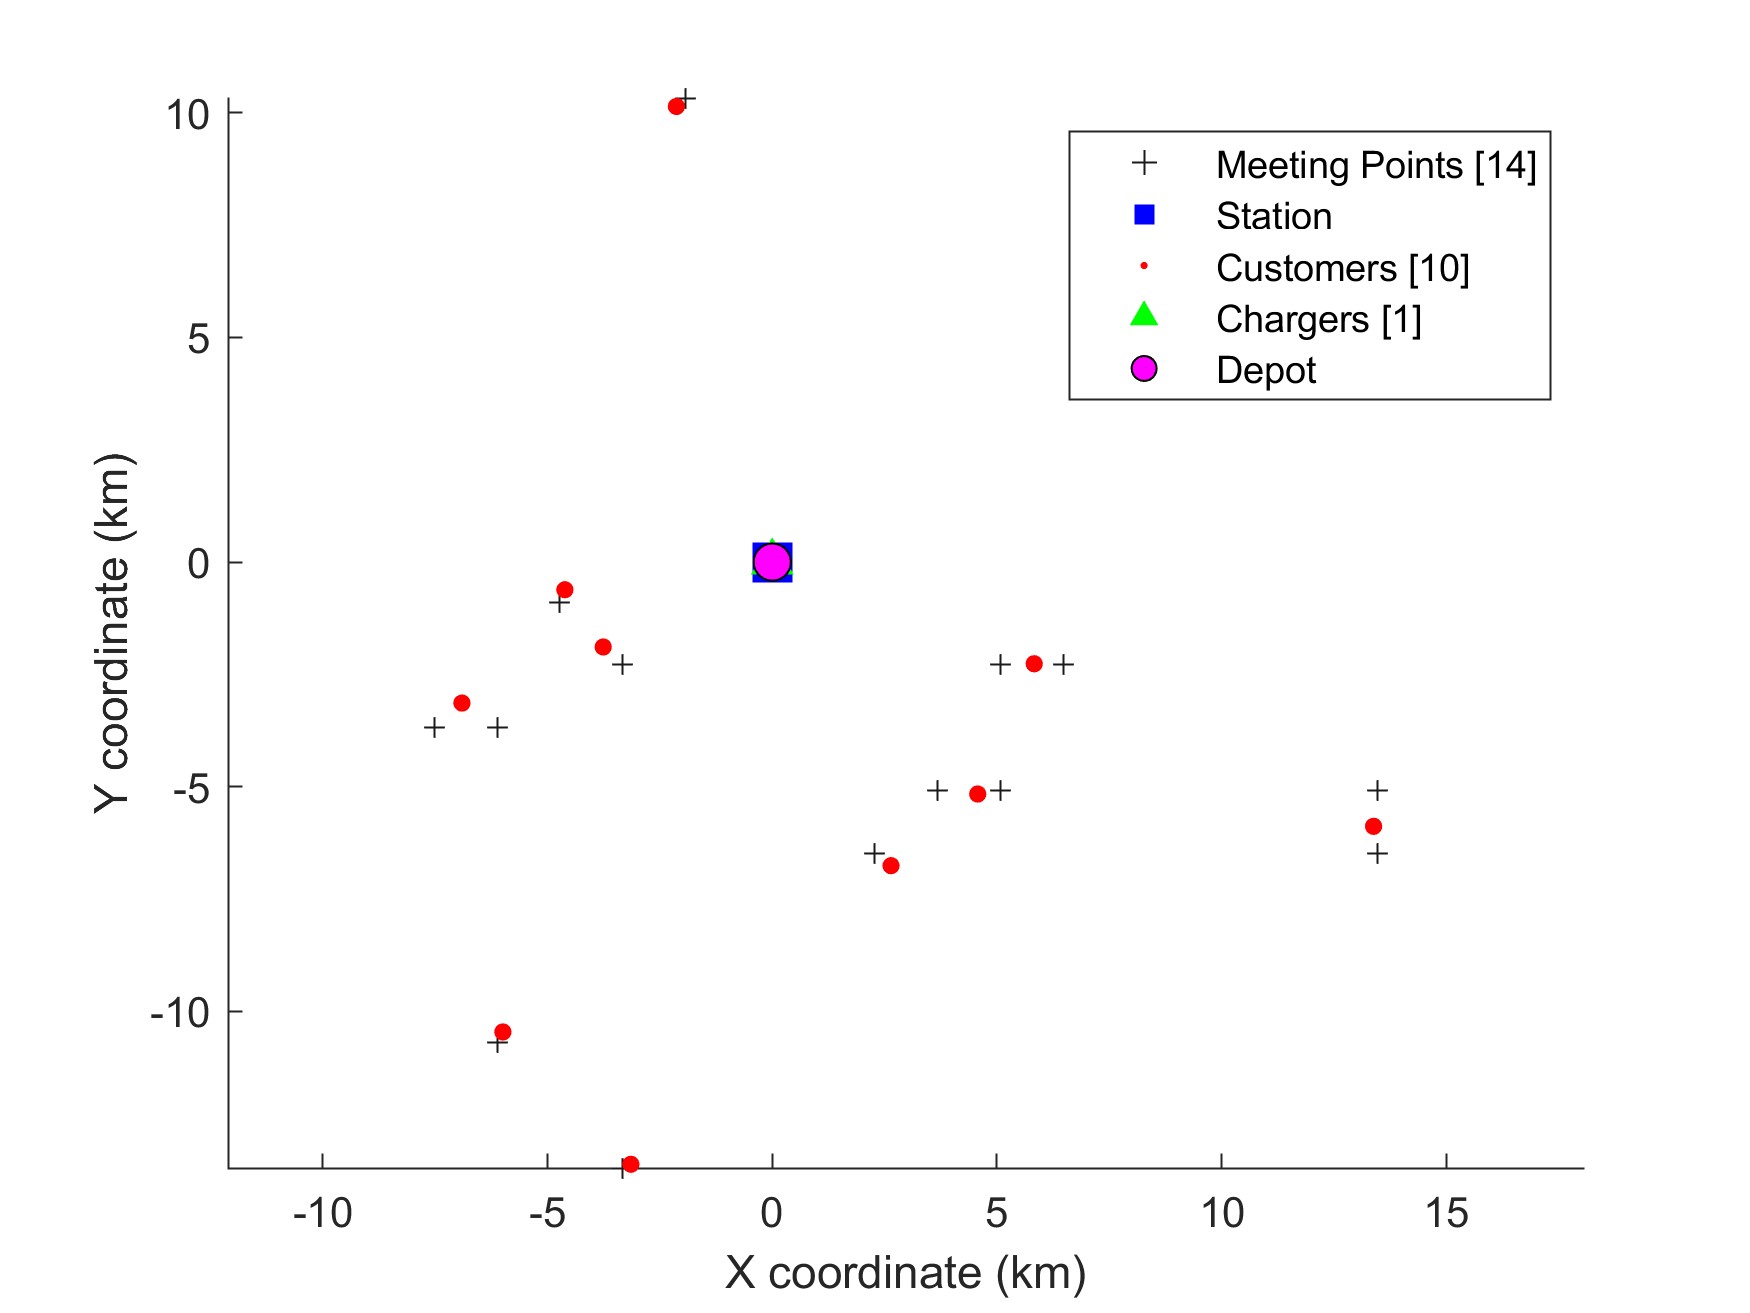 10
5
0
-5
-10
Y coordinate (km)
Meeting Points [14]
Station
Customers [10]
Chargers [1]
Depot
-10 -5 0 5 10 15
X coordinate (km)